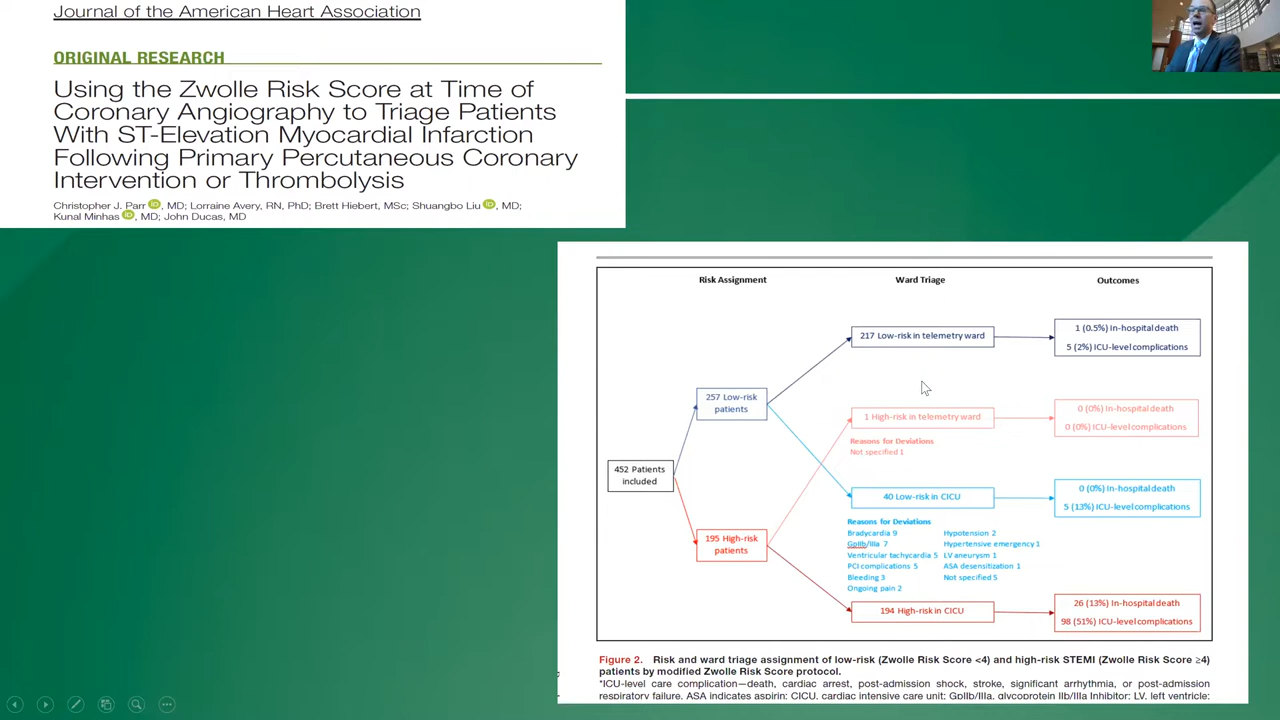 Journal of the American Heart Association
ORIGINAL RESEARCH
Using the Zwolle Risk Score at Time of
Coronary Angiography to Triage Patients
With ST-Elevation Myocardial Infarction
Following Primary Percutaneous Coronary
Intervention or Thrombolysis
Christopher J. Parr iD, MD; Lorraine Avery, RN, PhD; Brett Hiebert, MSc; Shuangbo Liu iD, MD;
Kunal Minhas iD, MD; John Ducas, MD
Risk Assignment
Ward Triage
Outcomes
217 Low-risk in telemetry ward
1 (0.5%) In-hospital death
5 (2%) ICU-level complications
257 Low-risk
patients
1 High-risk in telemetry ward
0 (0%) In-hospital death
0 (0%) ICU-level complications
Reasons for Deviations
Not specified 1
452 Patients
included
40 Low-risk in CICU
0 (0%) In-hospital death
5 (13%) ICU-level complications
195 High-risk
patients
Reasons for Deviations
Bradycardia 9
GpIIb/IIIa 7
Ventricular tachycardia 5
PCI complications 5
Bleeding 3
Ongoing pain 2
Hypotension 2
Hypertensive emergency 1
LV aneurysm 1
ASA desensitization 1
Not specified 5
194 High-risk in CICU
26 (13%) In-hospital death
98 (51%) ICU-level complications
Figure 2. Risk and ward triage assignment of low-risk (Zwolle Risk Score <4) and high-risk STEMI (Zwolle Risk Score ≥4)
patients by modified Zwolle Risk Score protocol.
*ICU-level care complication—death, cardiac arrest, post-admission shock, stroke, significant arrhythmia, or post-admission
respiratory failure. ASA indicates aspirin; CICU, cardiac intensive care unit; GpIIb/IIIa, glycoprotein IIb/IIIa Inhibitor; LV, left ventricle;